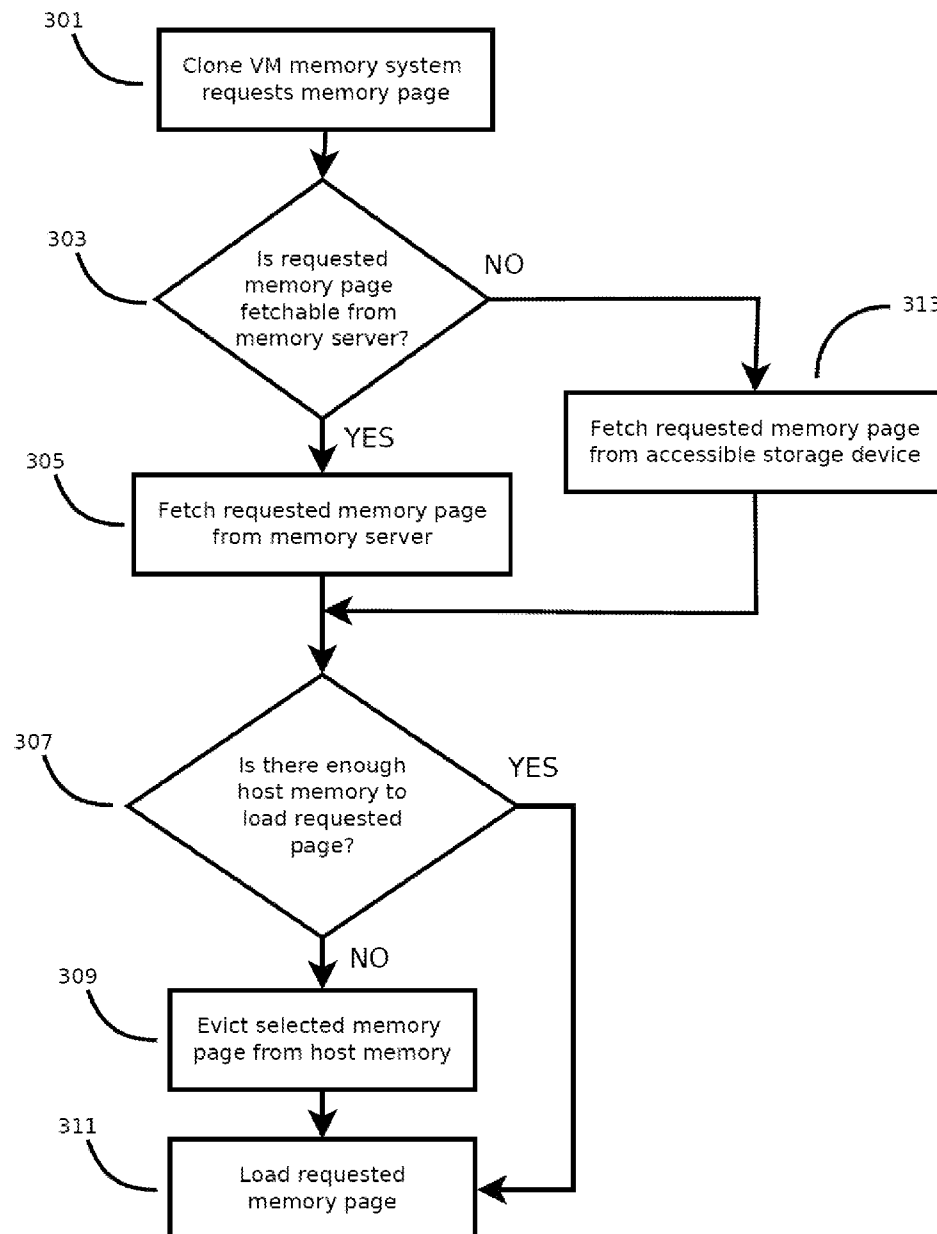 301
Clone VM memory system
requests memory page
303
Is requested
memory page
fetchable from
memory server?
NO
313
YES
Fetch requested memory page
from accessible storage device
305
Fetch requested memory page
from memory server
307
Is there enough
host memory to
load requested
page?
YES
NO
309
Evict selected memory
page from host memory
311
Load requested
memory page